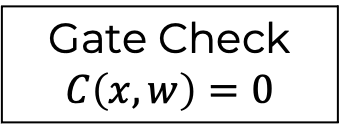 Gate Check
C(x, w) = 0